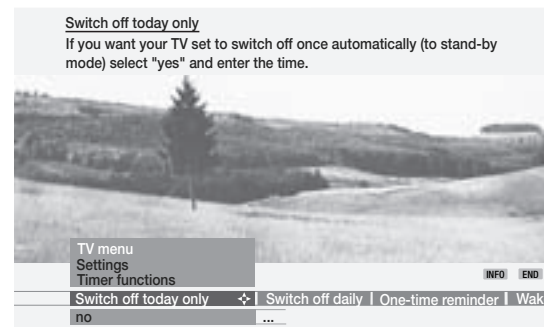 Switch off today only
If you want your TV set to switch off once automatically (to stand-by
mode) select "yes" and enter the time.
TV menu
Settings
Timer functions
INFO END
Switch off today only Switch off daily One-time reminder Wak
no ...